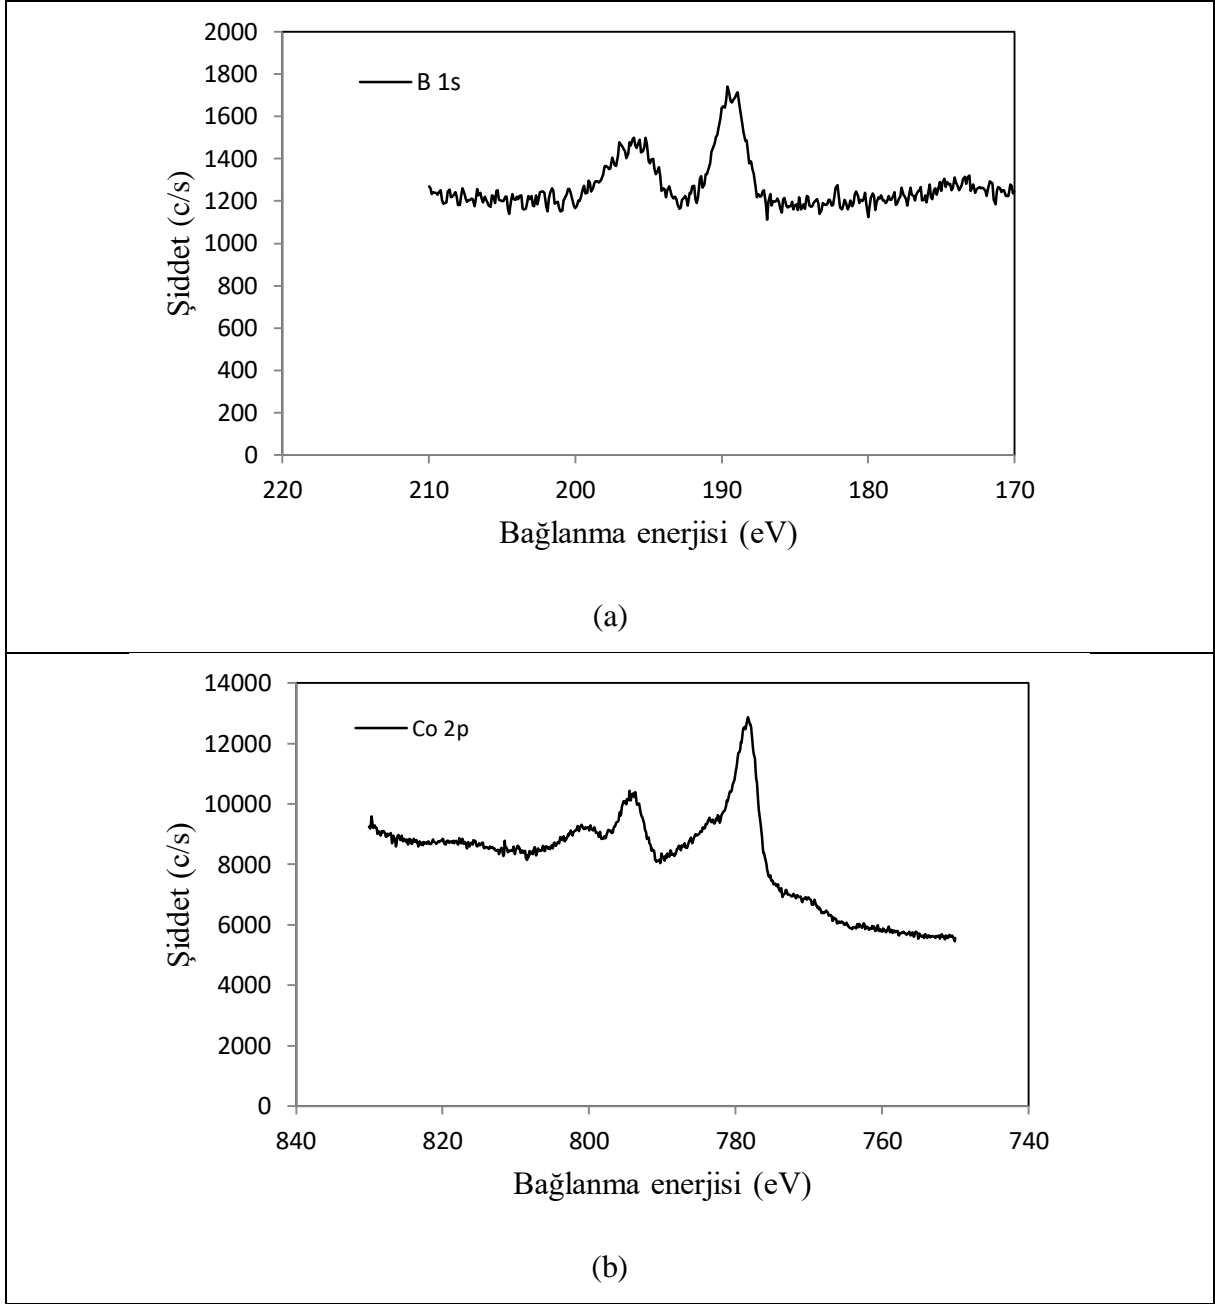 2000
1800
1600
1400
1200
1000
800
600
400
200
0
B 1s
Şiddet (c/s)
220 210 200 190 180 170
Bağlanma enerjisi (eV)
(a)
14000
12000
10000
8000
6000
4000
2000
0
Co 2p
Şiddet (c/s)
840 820 800 780 760 740
Bağlanma enerjisi (eV)
(b)